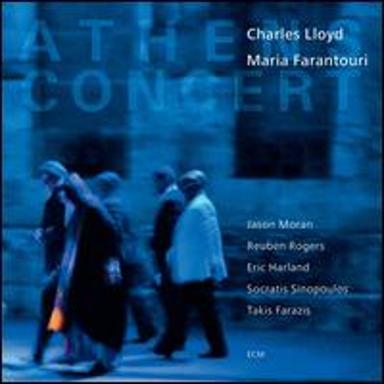 ATHENS
CONCERT
Charles Lloyd
Maria Farantouri
Jason Moran
Reuben Rogers
Eric Harland
Socratis Sinopoulos
Takis Farazis
ECM